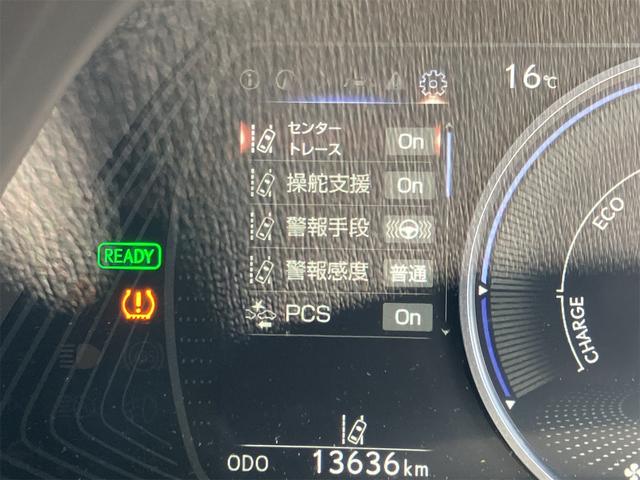 16℃
センター
トレース On
操舵支援 On
警報手段
警報感度 普通
PCS On
READY
ECO
CHARGE
ODO 13636km